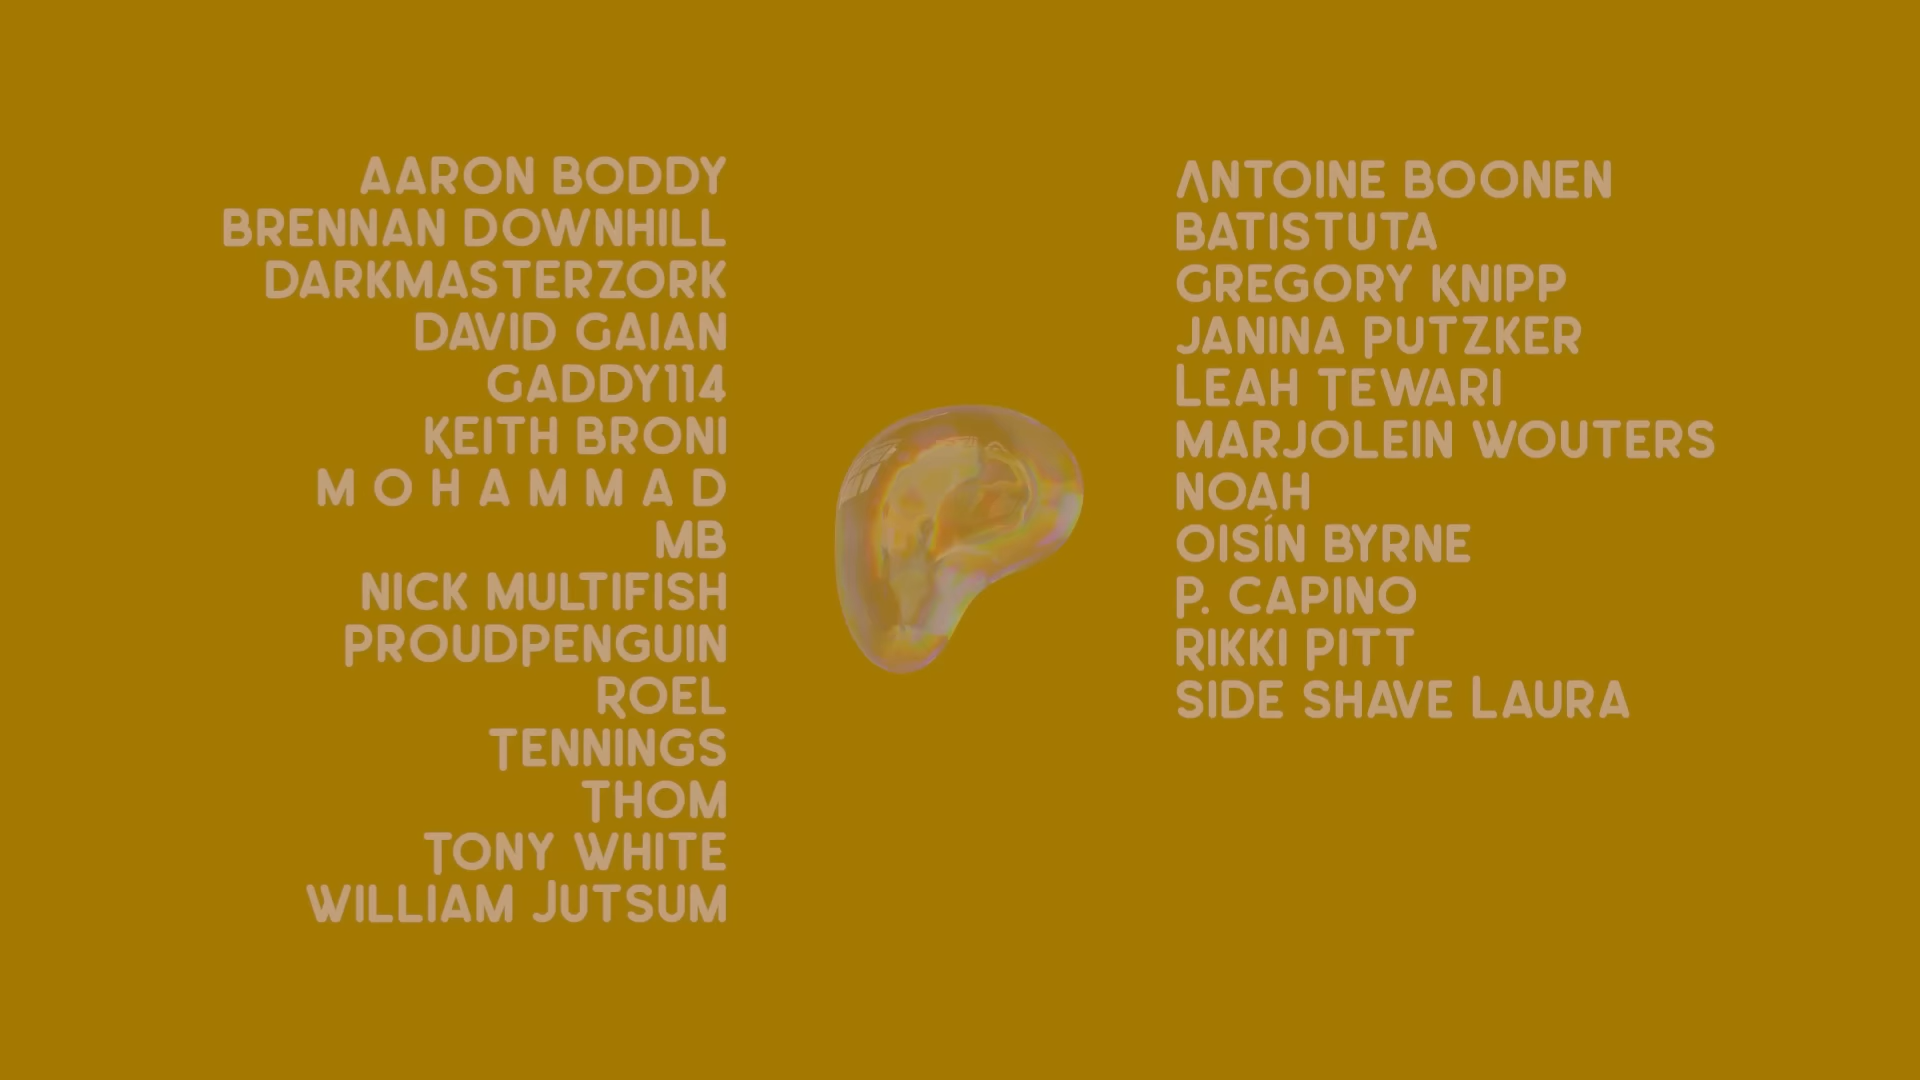 AARON BODDY
BRENNAN DOWNHILL
DARKMASTERZORK
DAVID GAIAN
GADDY114
KEITH BRONI
M O H A M M A D
MB
NICK MULTIFISH
PROUDPENGUIN
ROEL
TENNINGS
THOM
TONY WHITE
WILLIAM JUTSUM
ANTOINE BOONEN
BATISTUTA
GREGORY KNIPP
JANINA PUTZKER
LEAH TEWARI
MARJOLEIN WOUTERS
NOAH
OISÍN BYRNE
P. CAPINO
RIKKI PITT
SIDE SHAVE LAURA